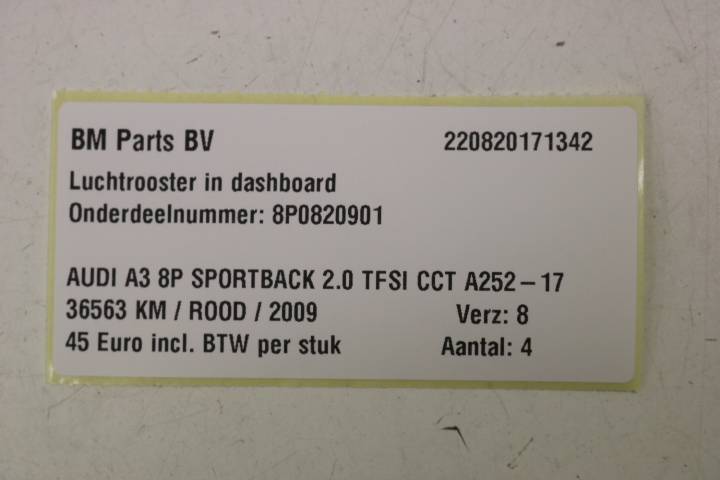 BM Parts BV 220820171342
Luchtrooster in dashboard
Onderdeelnummer: 8P0820901
AUDI A3 8P SPORTBACK 2.0 TFSI CCT A252-17
36563 KM / ROOD / 2009 Verz: 8
45 Euro incl. BTW per stuk Aantal: 4